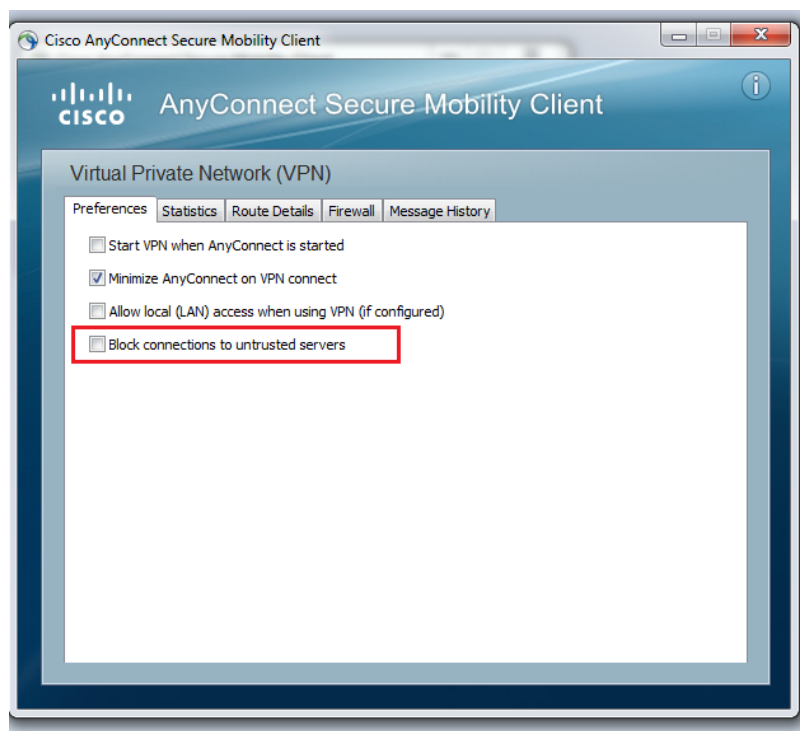 Cisco AnyConnect Secure Mobility Client
CISCO
AnyConnect Secure Mobility Client
Virtual Private Network (VPN)
Preferences Statistics Route Details Firewall Message History
Start VPN when AnyConnect is started
Minimize AnyConnect on VPN connect
Allow local (LAN) access when using VPN (if configured)
Block connections to untrusted servers